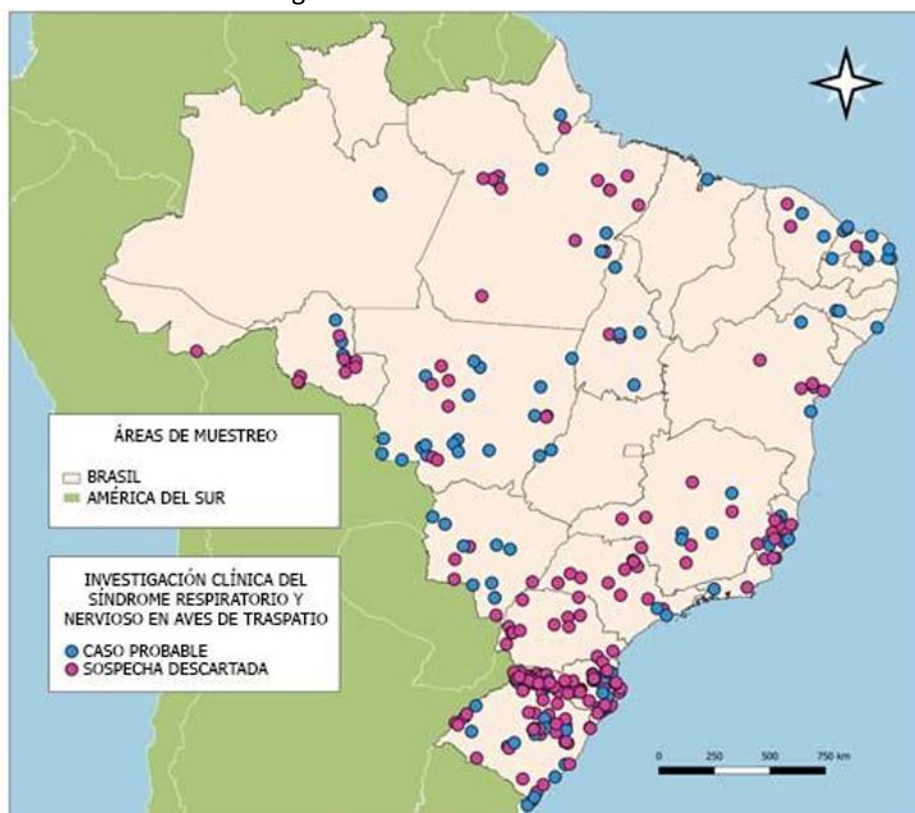 ÁREAS DE MUESTREO
BRASIL
AMÉRICA DEL SUR
INVESTIGACIÓN CLÍNICA DEL
SÍNDROME RESPIRATORIO Y
NERVIOSO EN AVES DE TRASPATIO
CASO PROBABLE
SOSPECHA DESCARTADA
0 250 500 750 km